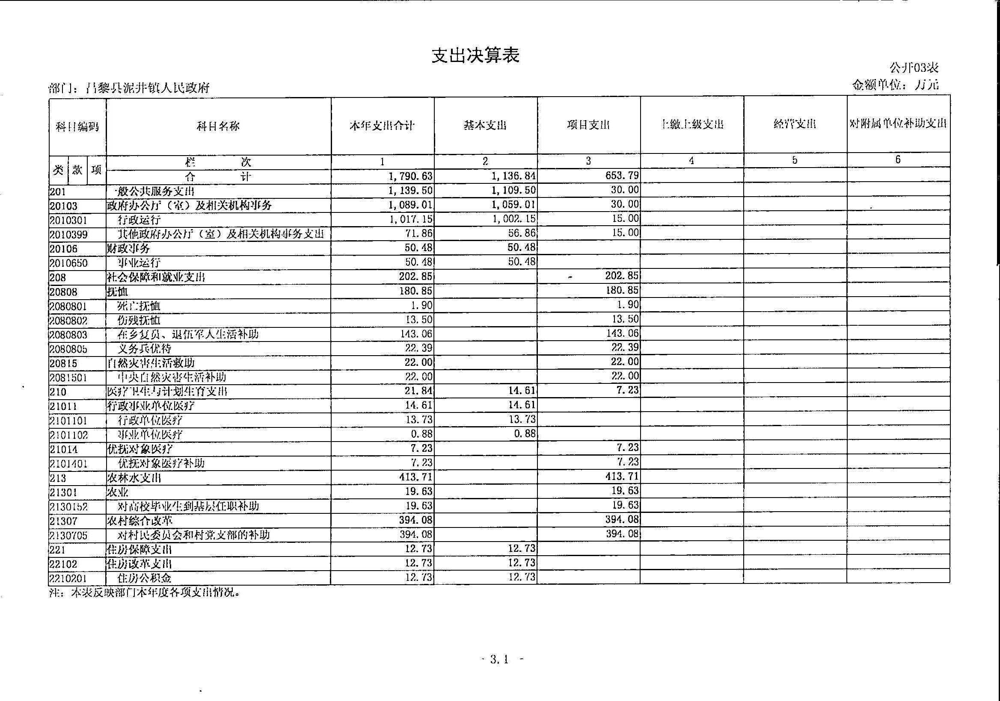 支出决算表
公开03表
部门：昌黎县泥井镇人民政府
金额单位：万元
科目编码 科目名称 本年支出合计 基本支出 项目支出 上缴上级支出 经营支出 对附属单位补助支出
类 款 项 栏 次 1 2 3 4 5 6
合 计 1,790.63 1,136.84 653.79
201 一般公共服务支出 1,139.50 1,109.50 30.00
20103 政府办公厅（室）及相关机构事务 1,089.01 1,059.01 30.00
2010301 行政运行 1,017.15 1,002.15 15.00
2010399 其他政府办公厅（室）及相关机构事务支出 71.86 56.86 15.00
20106 财政事务 50.48 50.48
2010650 事业运行 50.48 50.48
208 社会保障和就业支出 202.85 202.85
20808 抚恤 180.85 180.85
2080801 死亡抚恤 1.90 1.90
2080802 伤残抚恤 13.50 13.50
2080803 在乡复员、退伍军人生活补助 143.06 143.06
2080805 义务兵优待 22.39 22.39
20815 自然灾害生活救助 22.00 22.00
2081501 中央自然灾害生活补助 22.00 22.00
210 医疗卫生与计划生育支出 21.84 14.61 7.23
21011 行政事业单位医疗 14.61 14.61
2101101 行政单位医疗 13.73 13.73
2101102 事业单位医疗 0.88 0.88
21014 优抚对象医疗 7.23 7.23
2101401 优抚对象医疗补助 7.23 7.23
213 农林水支出 413.71 413.71
21301 农业 19.63 19.63
2130152 对高校毕业生到基层任职补助 19.63 19.63
21307 农村综合改革 394.08 394.08
2130705 对村民委员会和村党支部的补助 394.08 394.08
221 住房保障支出 12.73 12.73
22102 住房改革支出 12.73 12.73
2210201 住房公积金 12.73 12.73
注：本表反映部门本年度各项支出情况。
- 3.1 -